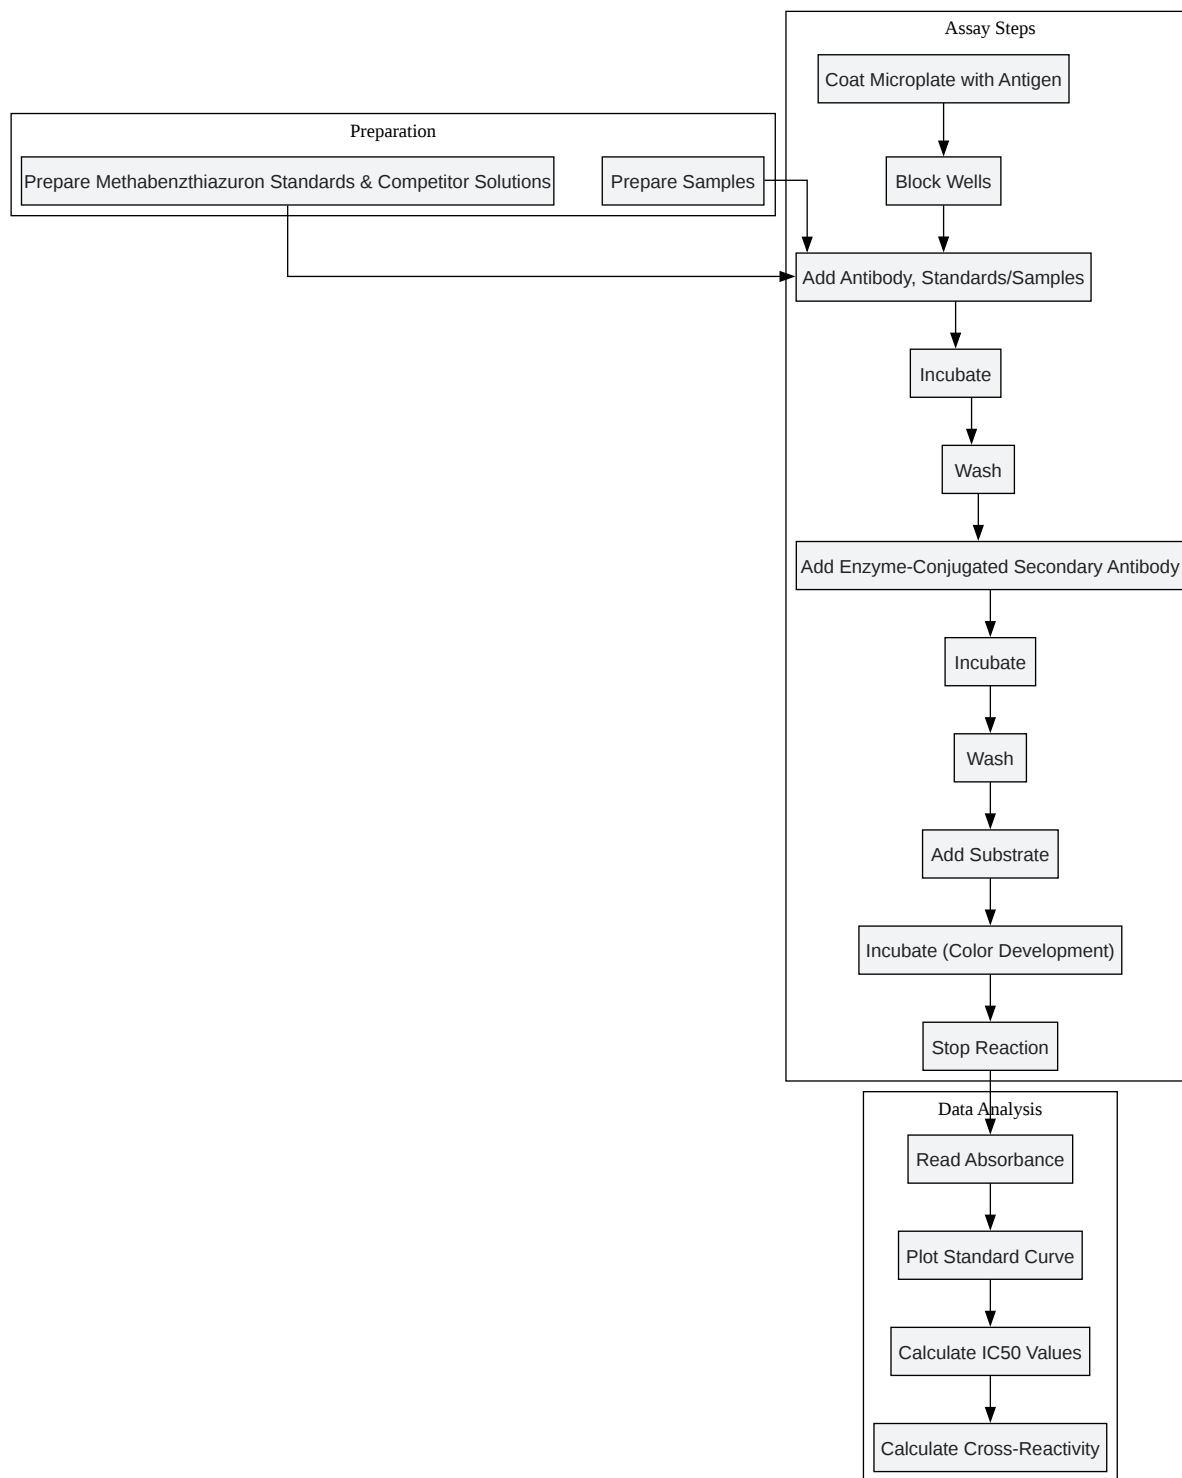 Assay Steps
Coat Microplate with Antigen
Preparation
Prepare Methabenzthiazuron Standards & Competitor Solutions
Prepare Samples
Block Wells
Add Antibody, Standards/Samples
Incubate
Wash
Add Enzyme-Conjugated Secondary Antibody
Incubate
Wash
Add Substrate
Incubate (Color Development)
Stop Reaction
Data Analysis
Read Absorbance
Plot Standard Curve
Calculate IC50 Values
Calculate Cross-Reactivity